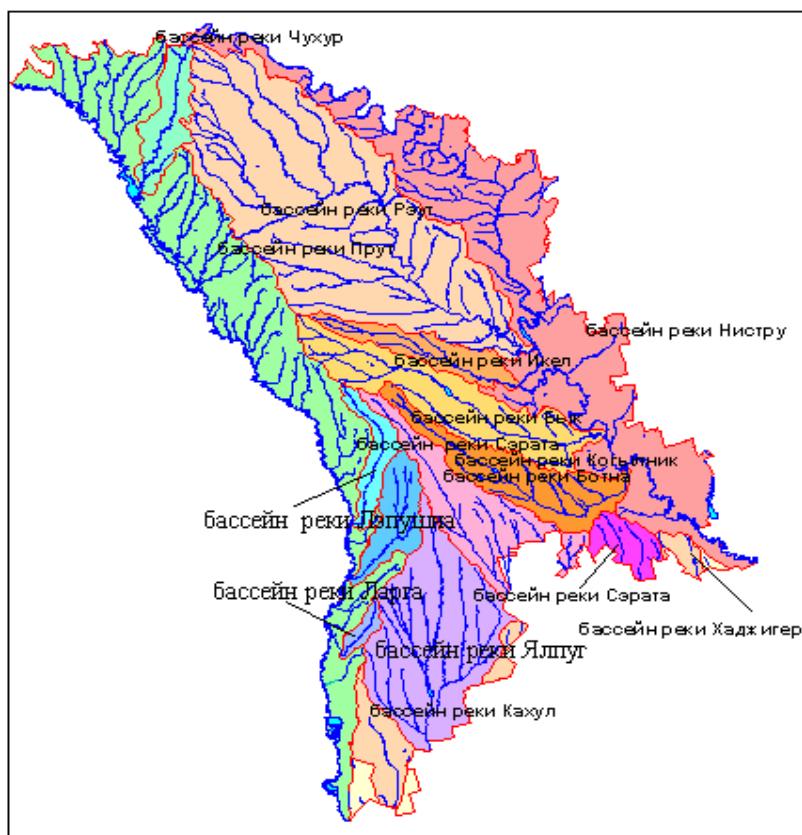 бассейн реки Чухур
бассейн реки Рэут
бассейн реки Прут
бассейн реки Нистру
бассейн реки Икел
бассейн реки Бык
бассейн реки Сэрата
бассейн реки Когылник
бассейн реки Ботна
бассейн реки Лэпушна
бассейн реки Ларга
бассейн реки Сэрата
бассейн реки Хаджигер
бассейн реки Ялпуг
бассейн реки Кахул